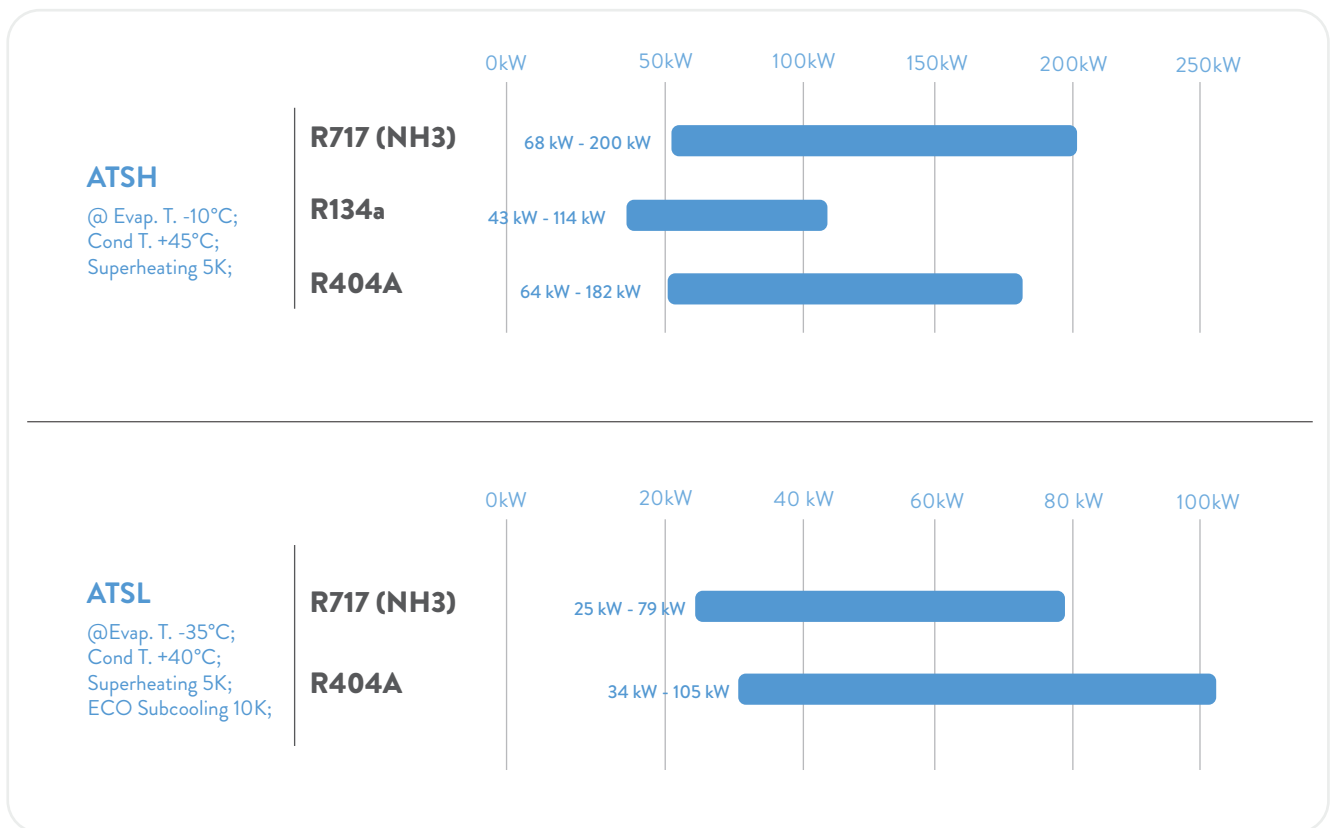 0kW 50kW 100kW 150kW 200kW 250kW
ATSH
@ Evap. T. -10°C;
Cond T. +45°C;
Superheating 5K;
R717 (NH3)
68 kW - 200 kW
R134a
43 kW - 114 kW
R404A
64 kW - 182 kW
0kW 20kW 40 kW 60kW 80 kW 100kW
ATSL
@Evap. T. -35°C;
Cond T. +40°C;
Superheating 5K;
ECO Subcooling 10K;
R717 (NH3)
25 kW - 79 kW
R404A
34 kW - 105 kW